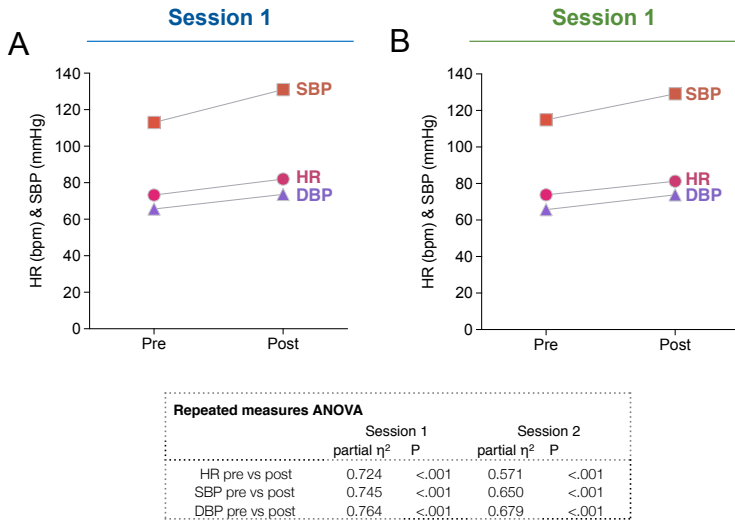 Session 1
Session 1
A
B
HR (bpm) & SBP (mmHg)
140
120
100
80
60
40
20
0
SBP
HR
DBP
Pre Post
HR (bpm) & SBP (mmHg)
140
120
100
80
60
40
20
0
SBP
HR
DBP
Pre Post
Repeated measures ANOVA
Session 1 Session 2
partial η² P partial η² P
HR pre vs post 0.724 <.001 0.571 <.001
SBP pre vs post 0.745 <.001 0.650 <.001
DBP pre vs post 0.764 <.001 0.679 <.001